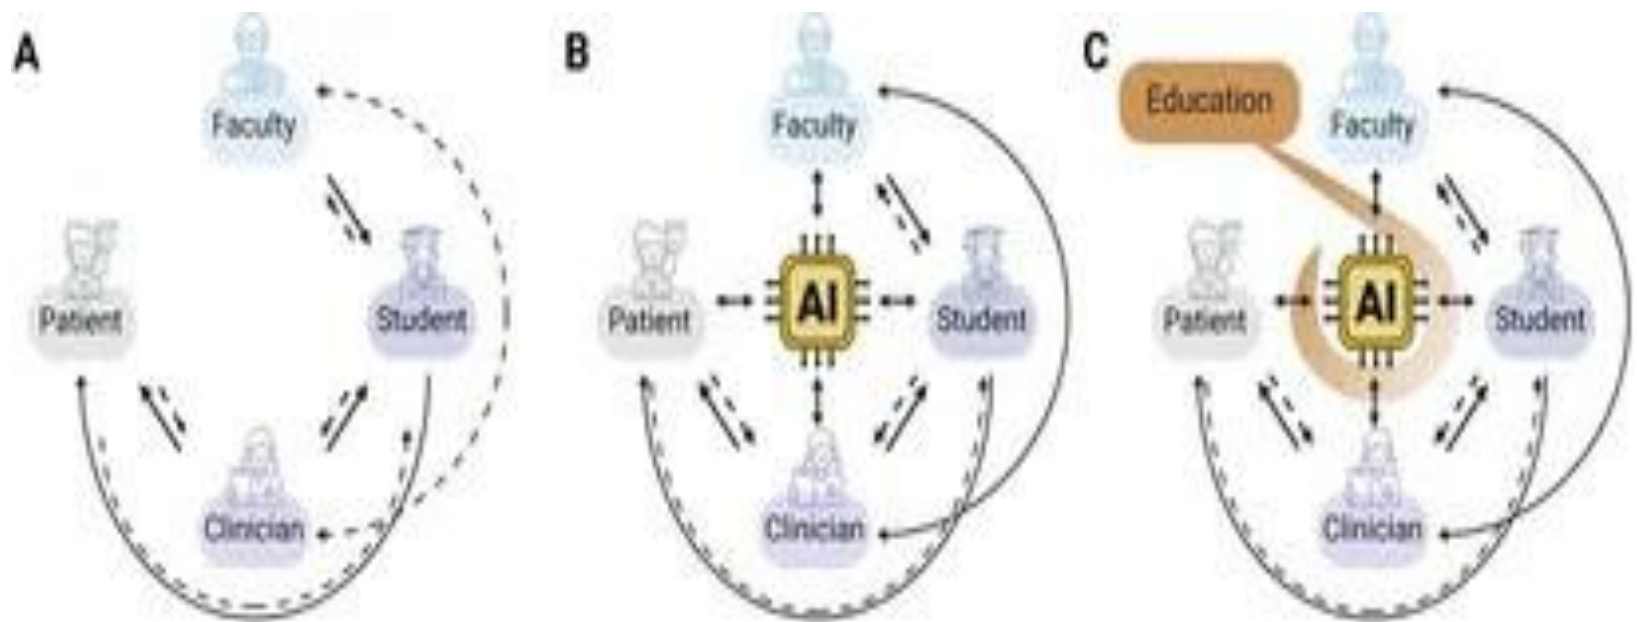 A
Faculty
Patient
Student
Clinician
B
Faculty
Patient
AI
Student
Clinician
C
Education
Faculty
Patient
AI
Student
Clinician